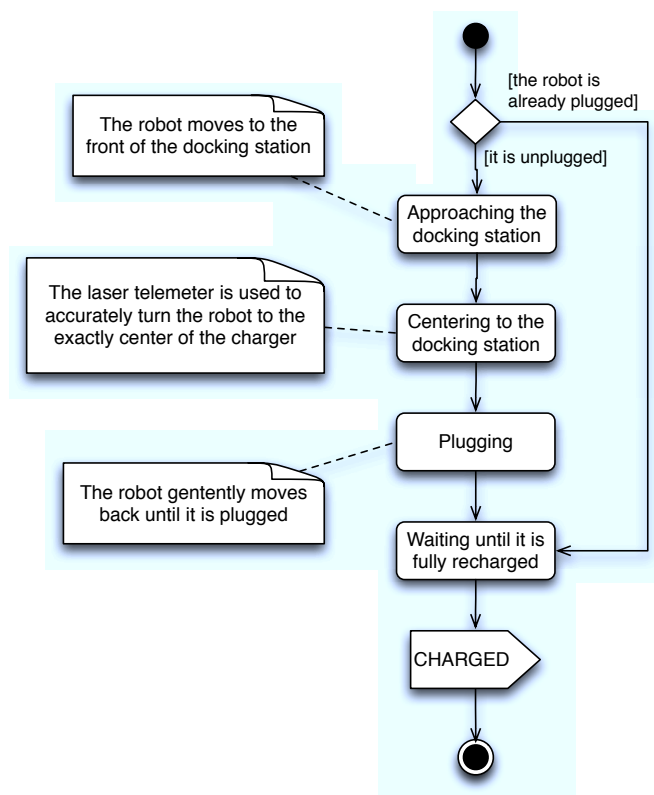 [the robot is
already plugged]
The robot moves to the
front of the docking station
[it is unplugged]
Approaching the
docking station
The laser telemeter is used to
accurately turn the robot to the
exactly center of the charger
Centering to the
docking station
Plugging
The robot gentently moves
back until it is plugged
Waiting until it is
fully recharged
CHARGED